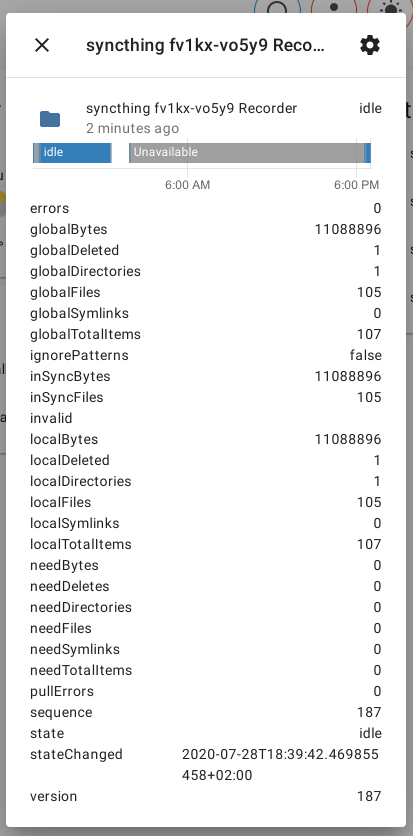 syncthing fv1kx-vo5y9 Reco...
syncthing fv1kx-vo5y9 Recorder idle
2 minutes ago
idle Unavailable
6:00 AM 6:00 PM
errors 0
globalBytes 11088896
globalDeleted 1
globalDirectories 1
globalFiles 105
globalSymlinks 0
globalTotalItems 107
ignorePatterns false
inSyncBytes 11088896
inSyncFiles 105
invalid
localBytes 11088896
localDeleted 1
localDirectories 1
localFiles 105
localSymlinks 0
localTotalItems 107
needBytes 0
needDeletes 0
needDirectories 0
needFiles 0
needSymlinks 0
needTotalItems 0
pullErrors 0
sequence 187
state idle
stateChanged 2020-07-28T18:39:42.469855
458+02:00
version 187